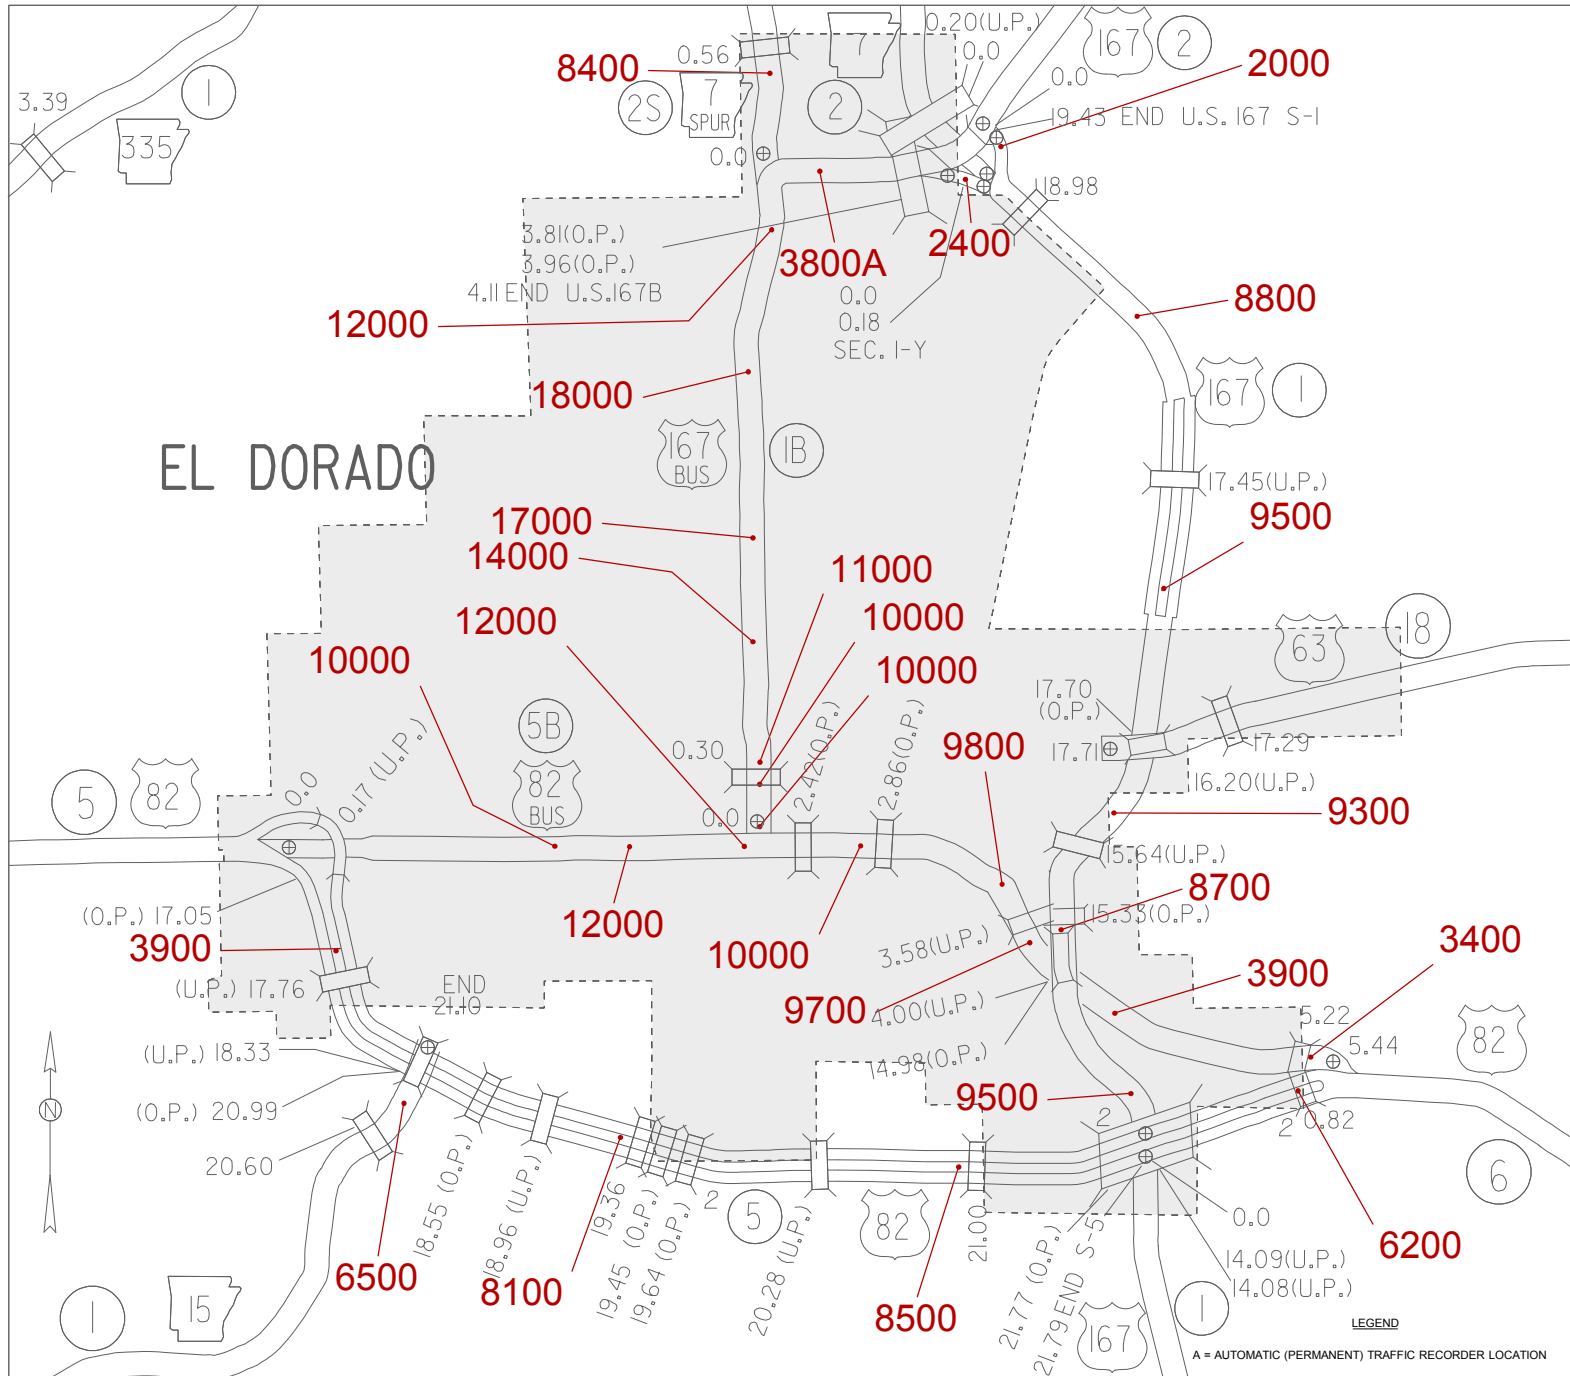 0.20(U.P.)
0.0
7
167
2
0.56
8400
2000
0.0
3.39
1
2S
7
SPUR
2
19.43 END U.S. 167 S-1
335
0.0
18.98
3.81(O.P.)
3.96(O.P.)
4.11 END U.S.167B
3800A
2400
0.0
0.18
SEC. 1-Y
8800
12000
18000
167
1
167
BUS
1B
EL DORADO
17.45(U.P.)
9500
17000
14000
11000
10000
12000
10000
10000
63
18
17.70
(O.P.)
17.71
17.29
5B
82
BUS
0.30
2.42(O.P.)
2.86(O.P.)
9800
16.20(U.P.)
5
82
0.0
0.17 (U.P.)
0.0
9300
15.64(U.P.)
8700
(O.P.) 17.05
3900
12000
10000
15.33(O.P.)
3.58(U.P.)
3400
3900
(U.P.) 17.76
END
21.10
9700
4.00(U.P.)
14.98(O.P.)
5.22
5.44
82
(U.P.) 18.33
(O.P.) 20.99
N
9500
2
2
0.82
20.60
18.55 (O.P.)
18.96 (U.P.)
19.36
19.45 (O.P.)
19.64 (O.P.)
2
5
20.28 (U.P.)
82
21.00
6
0.0
6200
14.09(U.P.)
14.08(U.P.)
6500
8100
8500
21.77 (O.P.)
21.79 END S-5
1
15
167
1
LEGEND
A = AUTOMATIC (PERMANENT) TRAFFIC RECORDER LOCATION